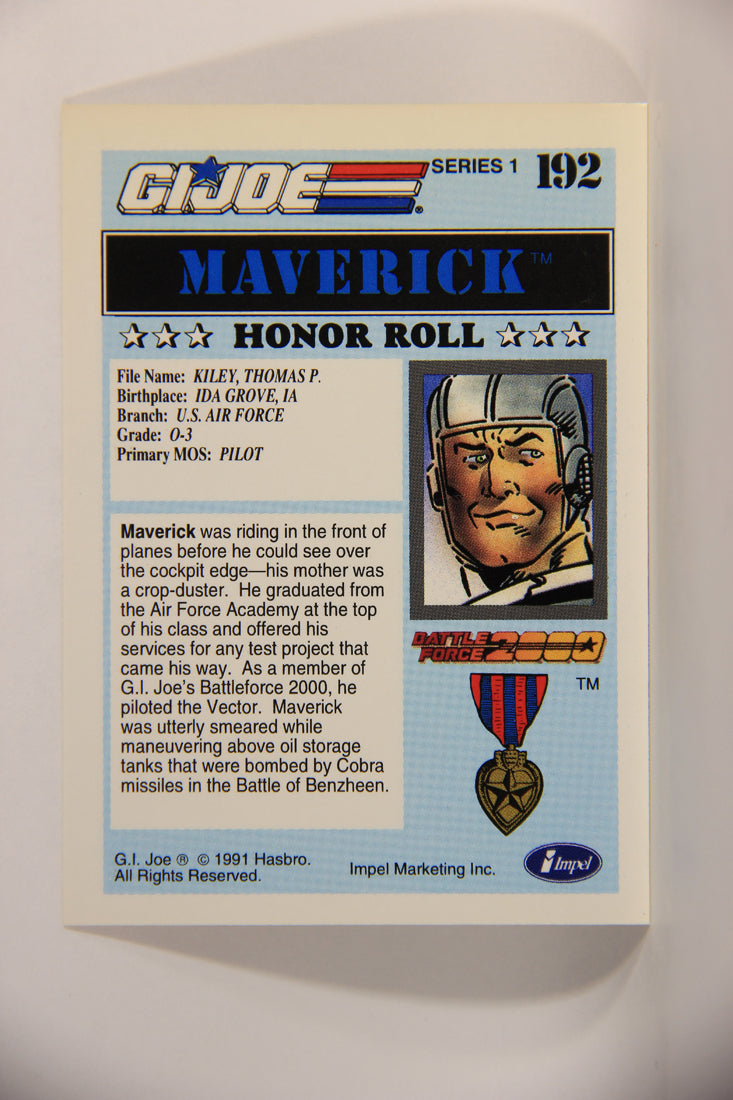 G.I. JOE ®
SERIES 1 192
MAVERICK™
HONOR ROLL
File Name: KILEY, THOMAS P.
Birthplace: IDA GROVE, IA
Branch: U.S. AIR FORCE
Grade: O-3
Primary MOS: PILOT
Maverick was riding in the front of
planes before he could see over
the cockpit edge—his mother was
a crop-duster. He graduated from
the Air Force Academy at the top
of his class and offered his
services for any test project that
came his way. As a member of
G.I. Joe's Battleforce 2000, he
piloted the Vector. Maverick
was utterly smeared while
maneuvering above oil storage
tanks that were bombed by Cobra
missiles in the Battle of Benzheen.
BATTLE
FORCE 2000
TM
G.I. Joe ® © 1991 Hasbro.
All Rights Reserved.
Impel Marketing Inc.
Impel